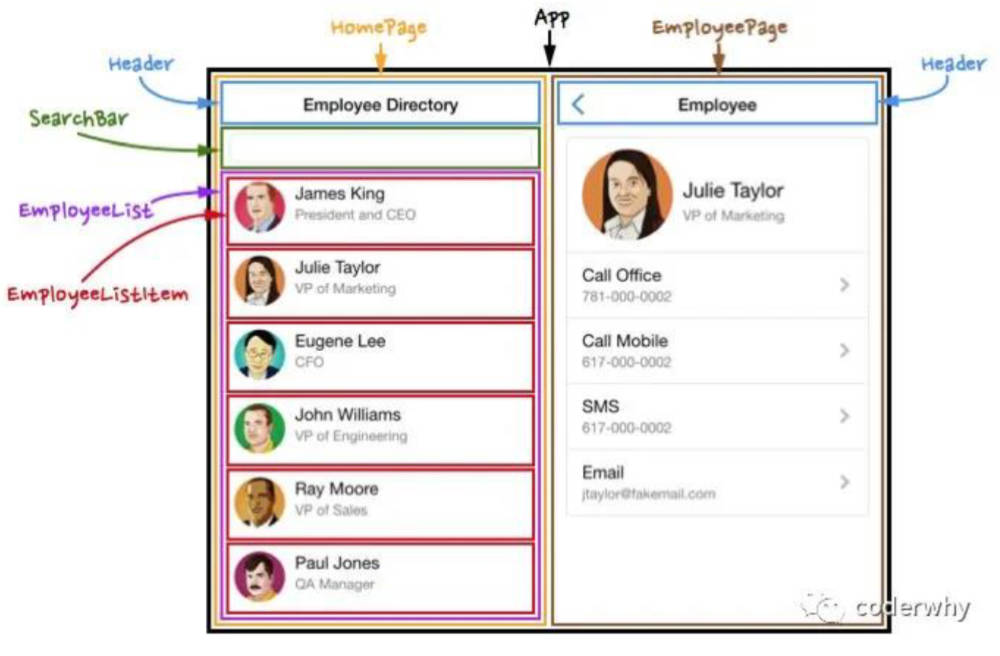 App
HomePage
EmployeePage
Header
Header
SearchBar
EmployeeList
EmployeeListItem
Employee Directory
James King
President and CEO
Julie Taylor
VP of Marketing
Eugene Lee
CFO
John Williams
VP of Engineering
Ray Moore
VP of Sales
Paul Jones
QA Manager
Employee
Julie Taylor
VP of Marketing
Call Office
781-000-0002
Call Mobile
617-000-0002
SMS
617-000-0002
Email
jtaylor@fakemail.com
coderwhy